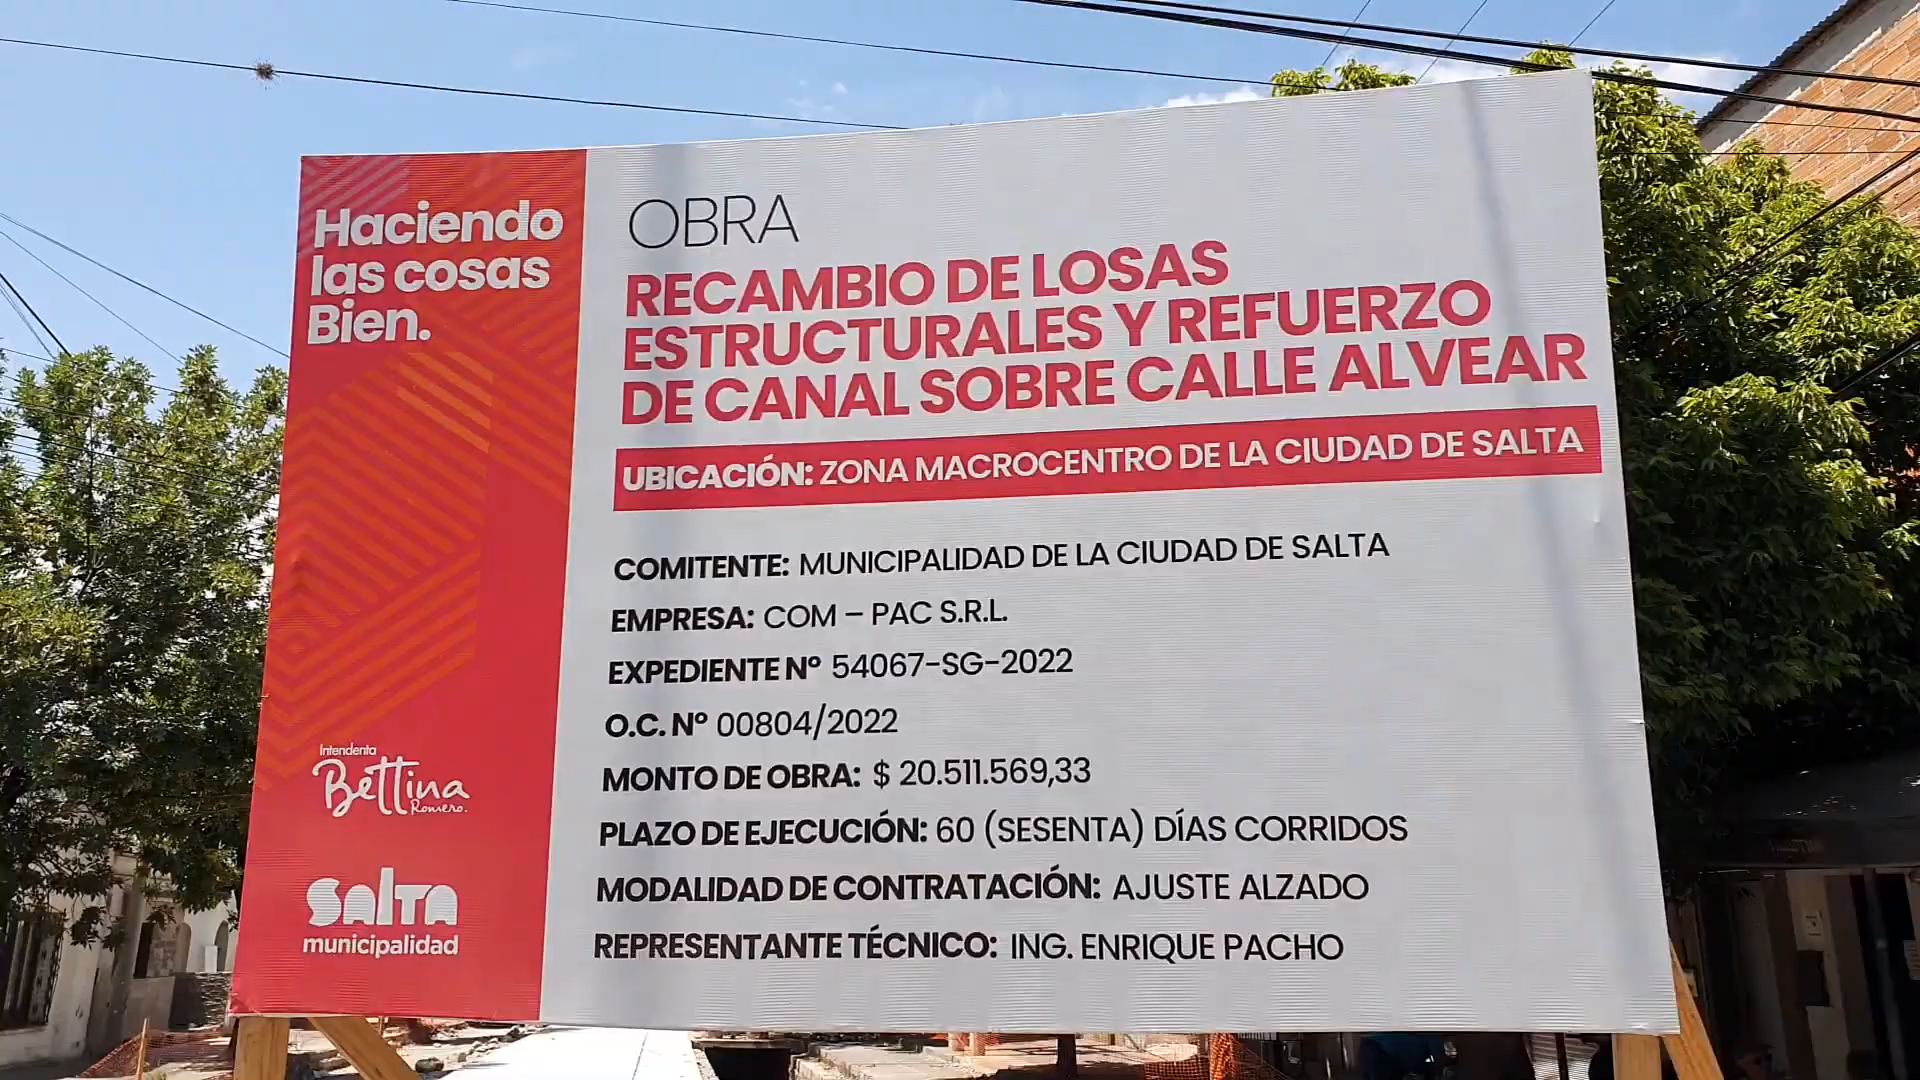 Haciendo
las cosas
Bien.
Intendenta
Bettina
Romero.
SALTA
municipalidad
OBRA
RECAMBIO DE LOSAS
ESTRUCTURALES Y REFUERZO
DE CANAL SOBRE CALLE ALVEAR
UBICACIÓN: ZONA MACROCENTRO DE LA CIUDAD DE SALTA
COMITENTE: MUNICIPALIDAD DE LA CIUDAD DE SALTA
EMPRESA: COM – PAC S.R.L.
EXPEDIENTE Nº 54067-SG-2022
O.C. Nº 00804/2022
MONTO DE OBRA: $ 20.511.569,33
PLAZO DE EJECUCIÓN: 60 (SESENTA) DÍAS CORRIDOS
MODALIDAD DE CONTRATACIÓN: AJUSTE ALZADO
REPRESENTANTE TÉCNICO: ING. ENRIQUE PACHO